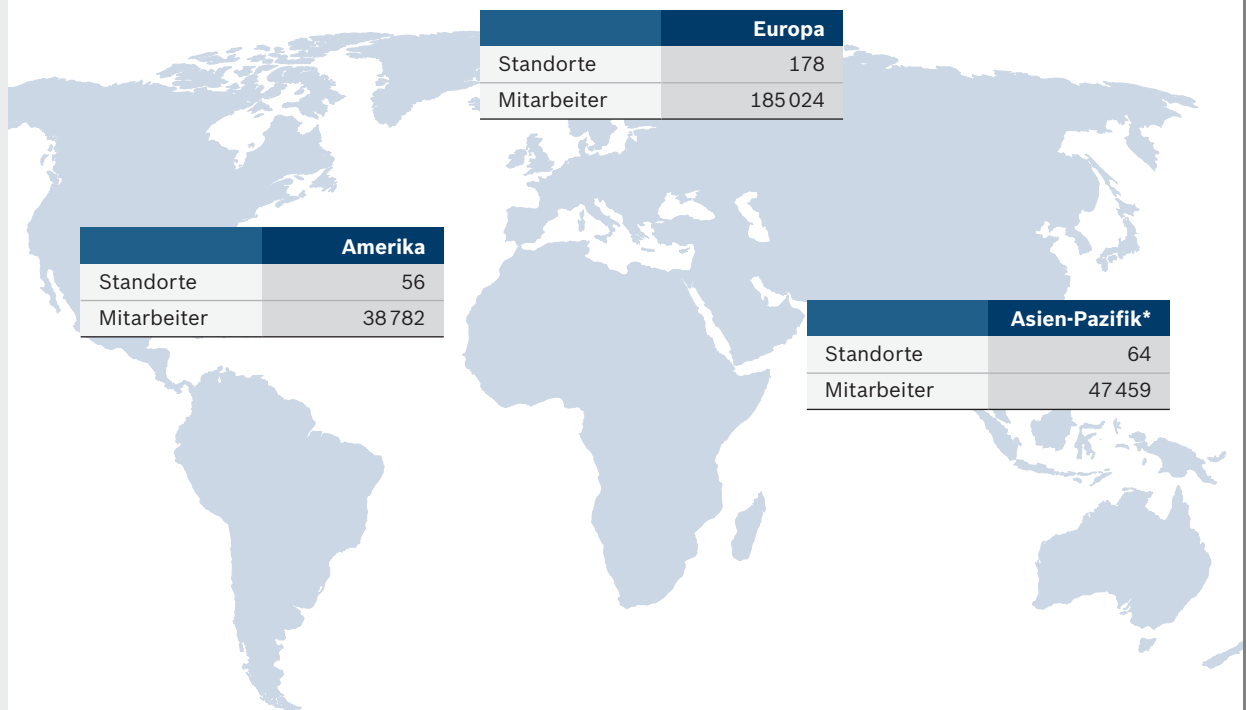 Europa
Standorte 178
Mitarbeiter 185 024
Amerika
Standorte 56
Mitarbeiter 38 782
Asien-Pazifik*
Standorte 64
Mitarbeiter 47 459